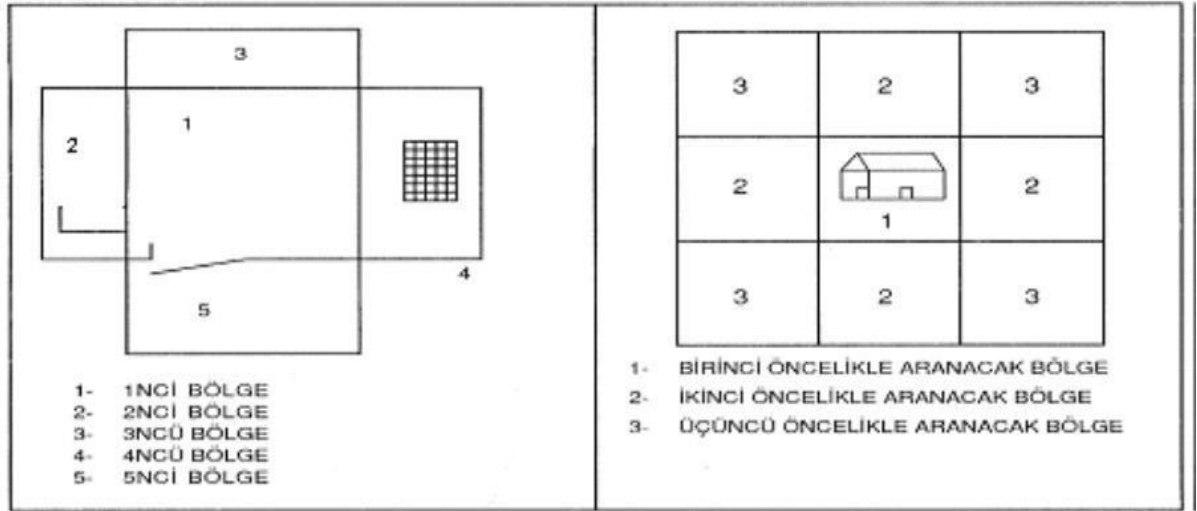 3
1
2
4
5
1- 1NCİ BÖLGE
2- 2NCİ BÖLGE
3- 3NCÜ BÖLGE
4- 4NCÜ BÖLGE
5- 5NCİ BÖLGE
3 2 3
2 1 2
3 2 3
1- BİRİNCİ ÖNCELİKLE ARANACAK BÖLGE
2- İKİNCİ ÖNCELİKLE ARANACAK BÖLGE
3- ÜÇÜNCÜ ÖNCELİKLE ARANACAK BÖLGE